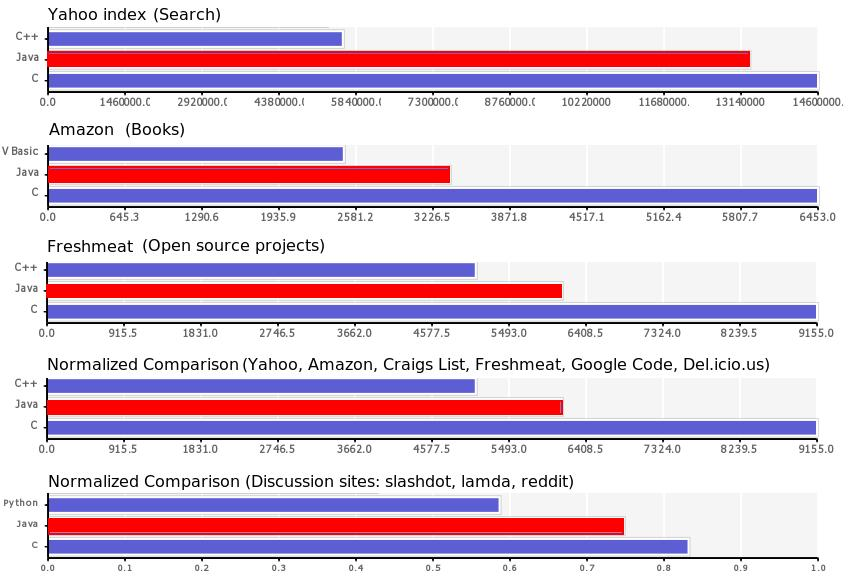 Yahoo index (Search)
C++
Java
C
0.0 1460000.0 2920000.0 4380000.0 5840000.0 7300000.0 8760000.0 10220000 11680000. 13140000 14600000.
Amazon (Books)
V Basic
Java
C
0.0 645.3 1290.6 1935.9 2581.2 3226.5 3871.8 4517.1 5162.4 5807.7 6453.0
Freshmeat (Open source projects)
C++
Java
C
0.0 915.5 1831.0 2746.5 3662.0 4577.5 5493.0 6408.5 7324.0 8239.5 9155.0
Normalized Comparison (Yahoo, Amazon, Craigs List, Freshmeat, Google Code, Del.icio.us)
C++
Java
C
0.0 915.5 1831.0 2746.5 3662.0 4577.5 5493.0 6408.5 7324.0 8239.5 9155.0
Normalized Comparison (Discussion sites: slashdot, lamda, reddit)
Python
Java
C
0.0 0.1 0.2 0.3 0.4 0.5 0.6 0.7 0.8 0.9 1.0